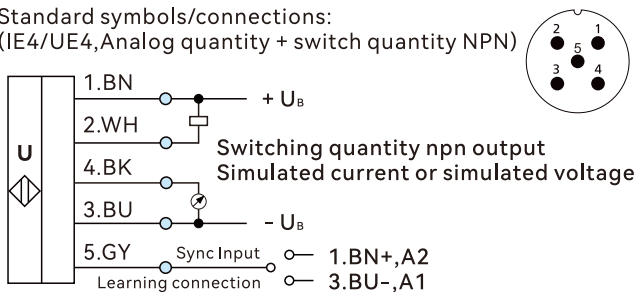 Standard symbols/connections:
(IE4/UE4,Analog quantity + switch quantity NPN)
2 1
5
3 4
1.BN
+ UB
2.WH
U
Switching quantity npn output
4.BK
Simulated current or simulated voltage
3.BU
- UB
5.GY
Sync Input
1.BN+,A2
Learning connection
3.BU-,A1